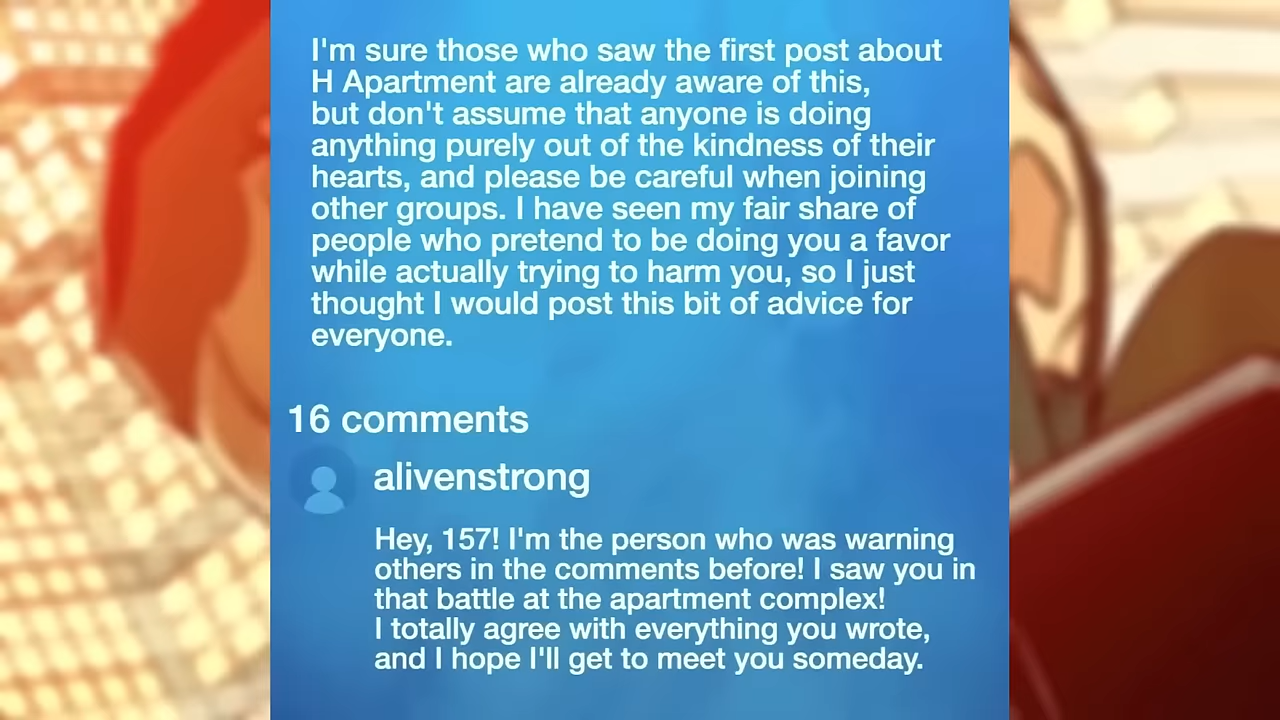 I'm sure those who saw the first post about
H Apartment are already aware of this,
but don't assume that anyone is doing
anything purely out of the kindness of their
hearts, and please be careful when joining
other groups. I have seen my fair share of
people who pretend to be doing you a favor
while actually trying to harm you, so I just
thought I would post this bit of advice for
everyone.
16 comments
alivenstrong
Hey, 157! I'm the person who was warning
others in the comments before! I saw you in
that battle at the apartment complex!
I totally agree with everything you wrote,
and I hope I'll get to meet you someday.